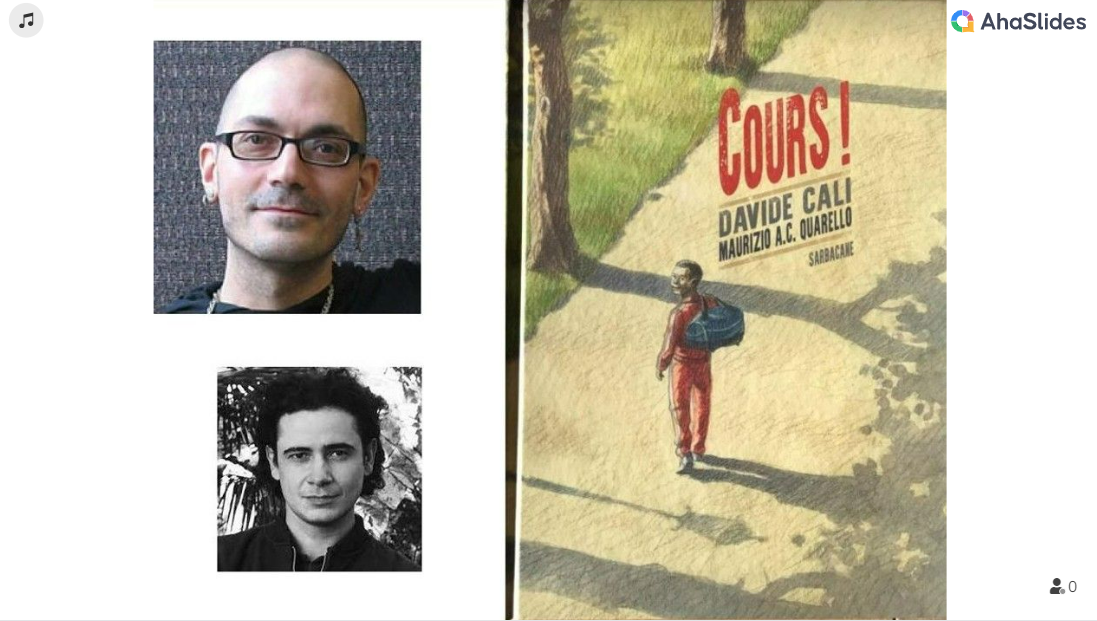 AhaSlides
COURS !
DAVIDE CALI
MAURIZIO A.C. QUARELLO
SARBACANE
0